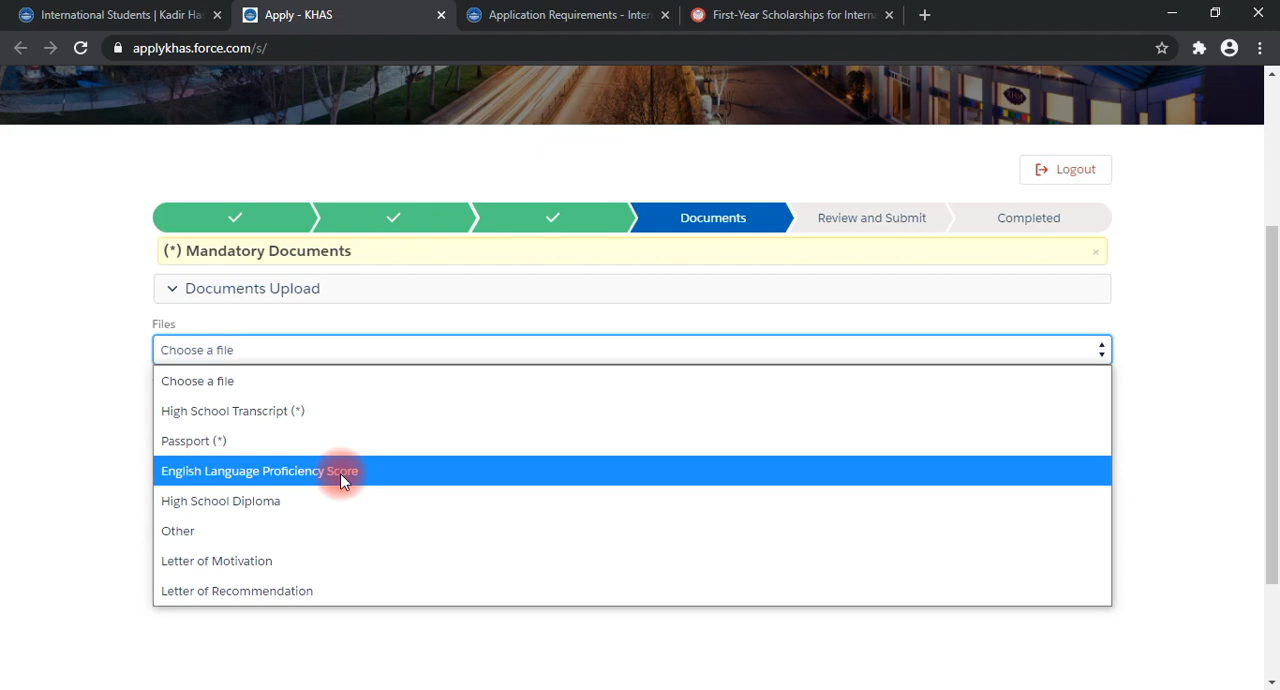 International Students | Kadir Has
Apply - KHAS
Application Requirements - Inter
First-Year Scholarships for Interna
applykhas.force.com/s/
Logout
Documents
Review and Submit
Completed
(*) Mandatory Documents
Documents Upload
Files
Choose a file
Choose a file
High School Transcript (*)
Passport (*)
English Language Proficiency Score
High School Diploma
Other
Letter of Motivation
Letter of Recommendation